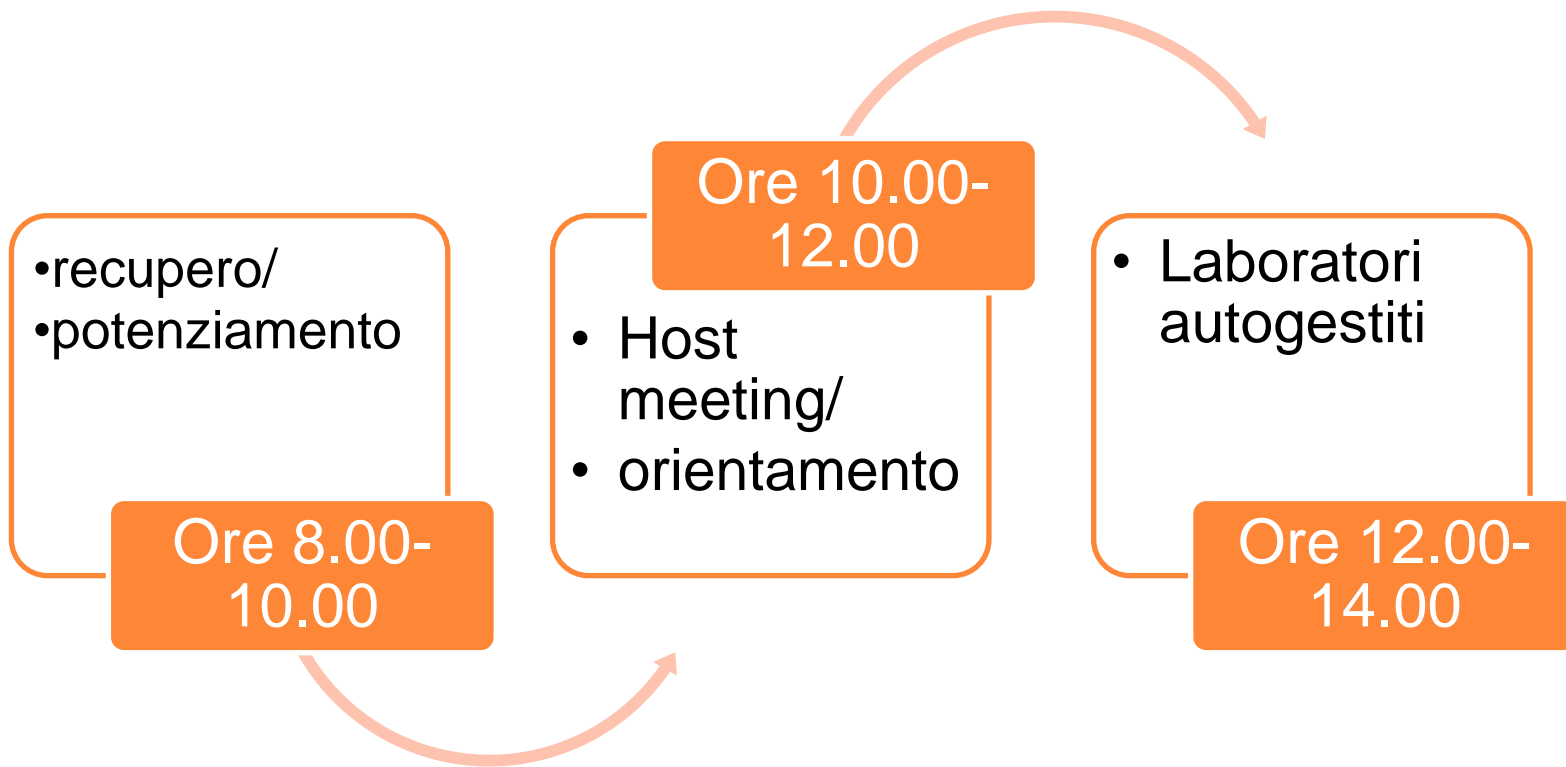 •recupero/
•potenziamento
Ore 8.00-
10.00
Ore 10.00-
12.00
• Host
meeting/
• orientamento
• Laboratori
autogestiti
Ore 12.00-
14.00